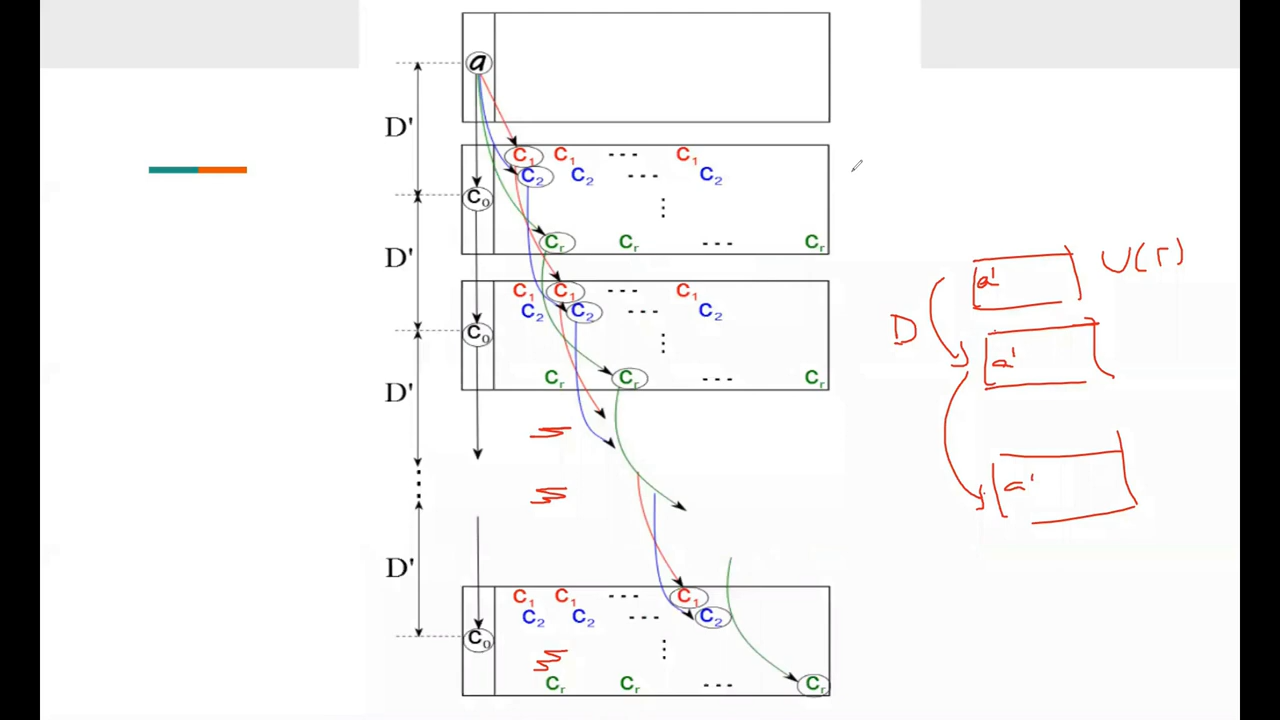 a
D'
C₁ C₁ --- C₁
C₂ C₂ --- C₂
C₀
⋮
Cᵣ Cᵣ --- Cᵣ
D'
C₁ C₁ --- C₁
C₂ C₂ --- C₂
C₀
⋮
Cᵣ Cᵣ --- Cᵣ
D'
⋮
D'
C₁ C₁ --- C₁
C₂ C₂ --- C₂
C₀
⋮
Cᵣ Cᵣ --- Cᵣ
a' U(r)
D
a'
a'